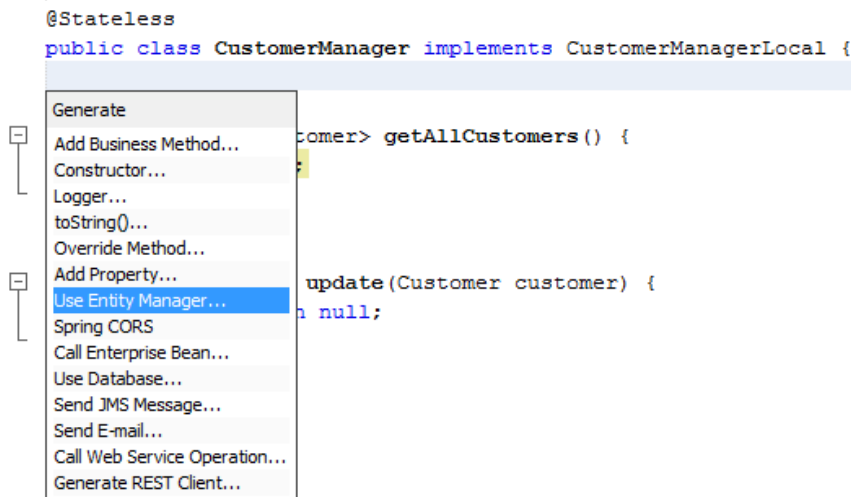 @Stateless
public class CustomerManager implements CustomerManagerLocal {
Generate
Add Business Method...
tomer> getAllCustomers() {
Constructor...
;
Logger...
toString()...
Override Method...
Add Property...
update(Customer customer) {
Use Entity Manager...
n null;
Spring CORS
Call Enterprise Bean...
Use Database...
Send JMS Message...
Send E-mail...
Call Web Service Operation...
Generate REST Client...